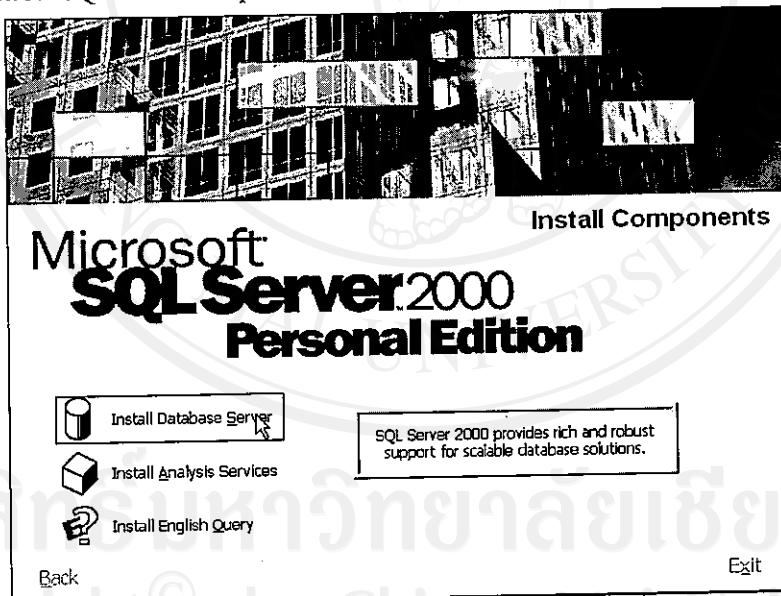 Install Components
Microsoft
SQL Server 2000
Personal Edition
Install Database Server
SQL Server 2000 provides rich and robust
support for scalable database solutions.
Install Analysis Services
Install English Query
Back
Exit